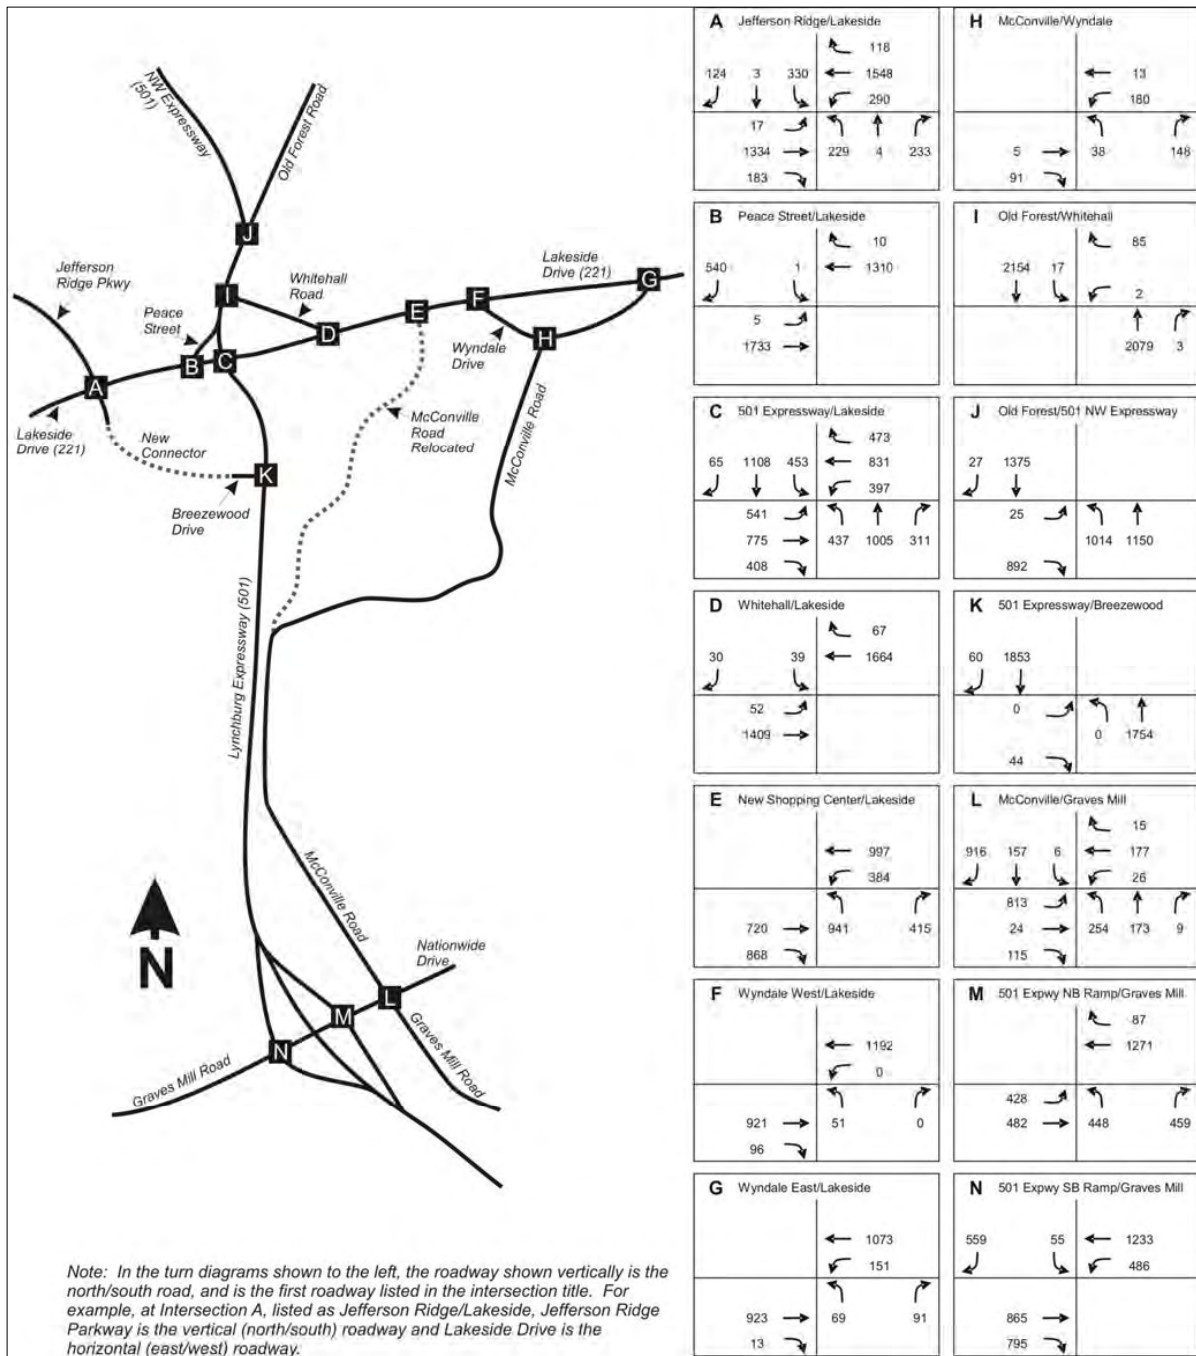 NW Expressway
(501)
Old Forest Road
J
Jefferson
Ridge Pkwy
Whitehall
Road
Lakeside
Drive (221)
G
I
E
F
Peace
Street
D
B
C
Wyndale
Drive
H
A
McConville
Road
Relocated
McConville Road
Lakeside
Drive (221)
New
Connector
K
Breezewood
Drive
Lynchburg Expressway (501)
McConville Road
N
Nationwide
Drive
L
M
N
Graves Mill Road
Graves Mill Road
Note: In the turn diagrams shown to the left, the roadway shown vertically is the
north/south road, and is the first roadway listed in the intersection title. For
example, at Intersection A, listed as Jefferson Ridge/Lakeside, Jefferson Ridge
Parkway is the vertical (north/south) roadway and Lakeside Drive is the
horizontal (east/west) roadway.
A Jefferson Ridge/Lakeside
118
124 3 330 1548
290
17
1334 229 4 233
183
B Peace Street/Lakeside
10
540 1 1310
5
1733
C 501 Expressway/Lakeside
473
65 1108 453 831
397
541
775 437 1005 311
408
D Whitehall/Lakeside
67
30 39 1664
52
1409
E New Shopping Center/Lakeside
997
384
720 941 415
868
F Wyndale West/Lakeside
1192
0
921 51 0
96
G Wyndale East/Lakeside
1073
151
923 69 91
13
H McConville/Wyndale
13
180
5 38 148
91
I Old Forest/Whitehall
85
2154 17
2
2079 3
J Old Forest/501 NW Expressway
27 1375
25
1014 1150
892
K 501 Expressway/Breezewood
60 1853
0
0 1754
44
L McConville/Graves Mill
15
916 157 6 177
26
813
24 254 173 9
115
M 501 Expwy NB Ramp/Graves Mill
87
1271
428
482 448 459
N 501 Expwy SB Ramp/Graves Mill
559 55 1233
486
865
795